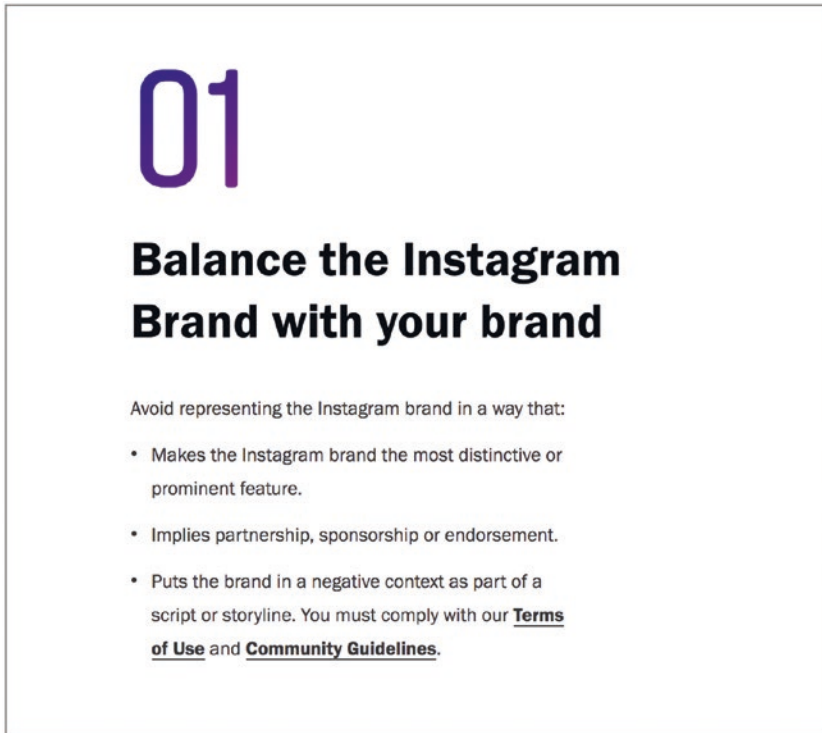 01
Balance the Instagram
Brand with your brand
Avoid representing the Instagram brand in a way that:
• Makes the Instagram brand the most distinctive or
prominent feature.
• Implies partnership, sponsorship or endorsement.
• Puts the brand in a negative context as part of a
script or storyline. You must comply with our Terms
of Use and Community Guidelines.